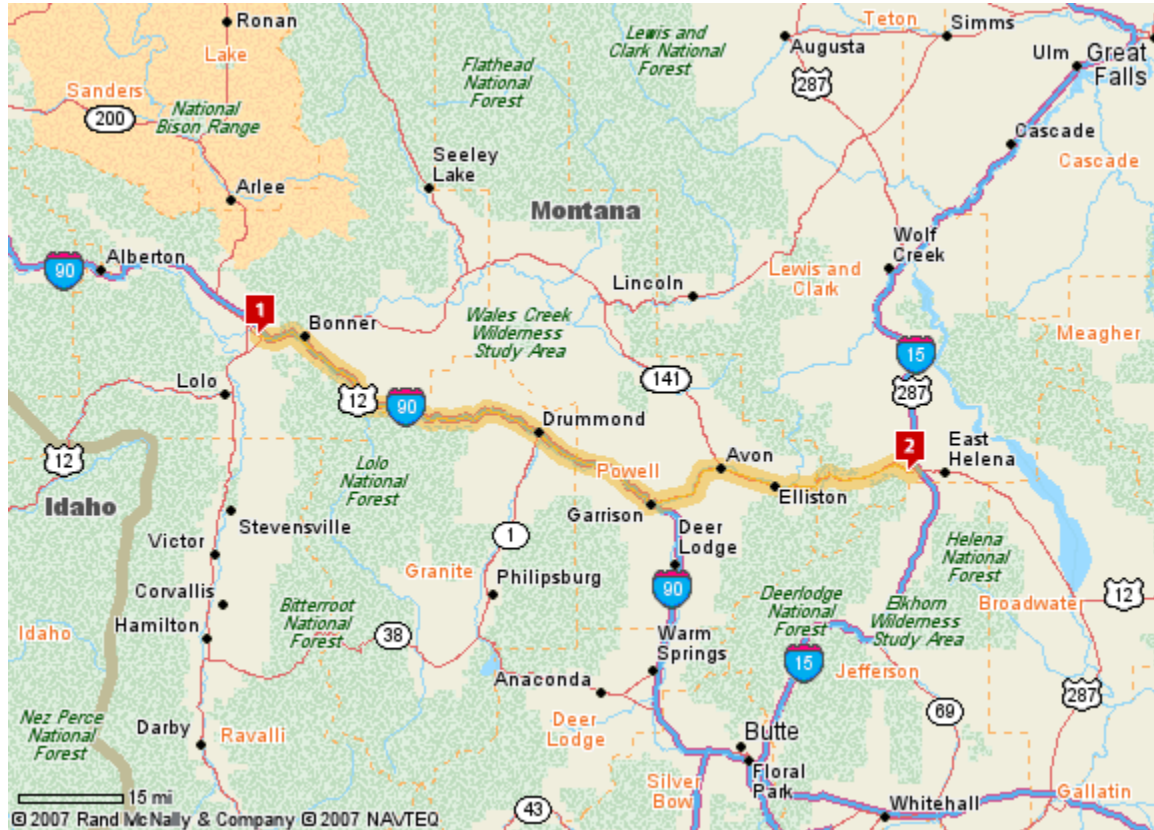 Ronan
Lake
Sanders
200
National
Bison Range
Arlee
Flathead
National
Forest
Lewis and
Clark National
Forest
Teton
Simms
Augusta
287
Ulm
Great
Falls
Cascade
Cascade
Seeley
Lake
Montana
90
Alberton
1
Bonner
Wolf
Creek
Lincoln
Lewis and
Clark
Wales Creek
Wilderness
Study Area
Meagher
15
287
Lolo
12
90
141
Drummond
12
Idaho
Lolo
National
Forest
Powell
Avon
2
East
Helena
Elliston
Garrison
Stevensville
Deer
Lodge
1
Victor
Helena
National
Forest
Granite
Philipsburg
90
Corvallis
Bitterroot
National
Forest
Deerlodge
National
Forest
Elkhorn
Wilderness
Study Area
Broadwater
12
Idaho
Hamilton
38
Warm
Springs
15
Jefferson
Anaconda
287
Nez Perce
National
Forest
Darby
Ravalli
Deer
Lodge
69
Butte
Floral
Park
Silver
Bow
Gallatin
15 mi
43
Whitehall
© 2007 Rand McNally & Company © 2007 NAVTEQ